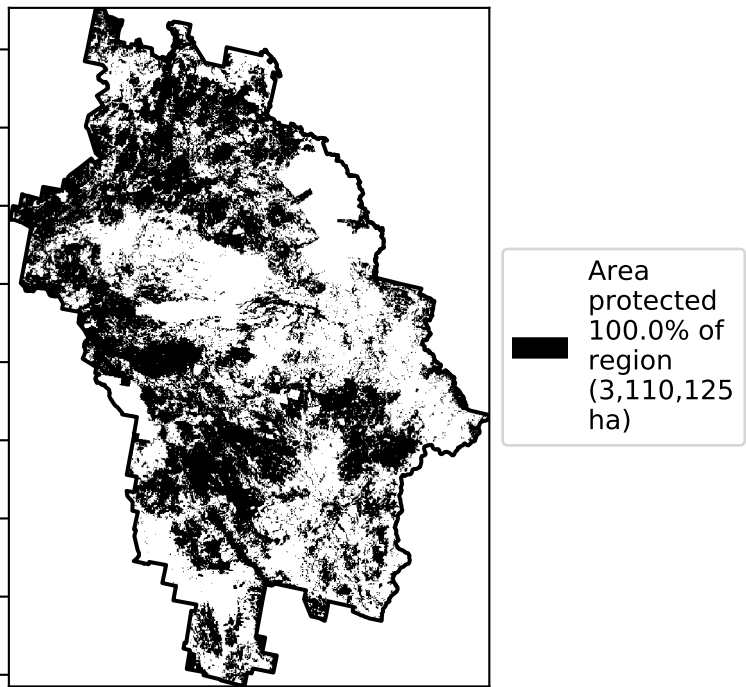 Area
protected
100.0% of
region
(3,110,125
ha)